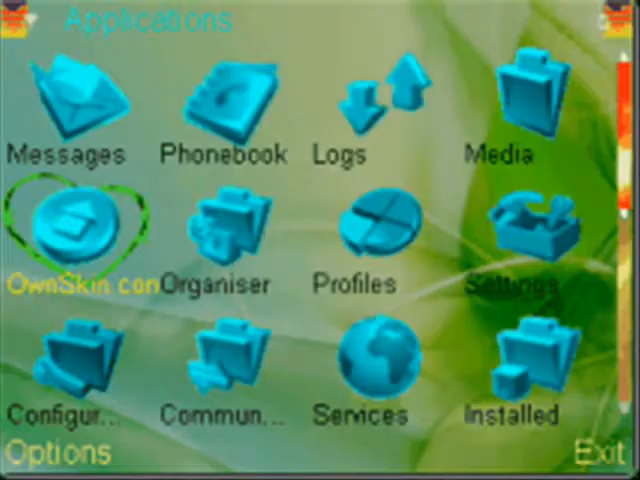 Applications
Messages Phonebook Logs Media
OwnSkin con Organiser Profiles Settings
Configur... Commun... Services Installed
Options Exit